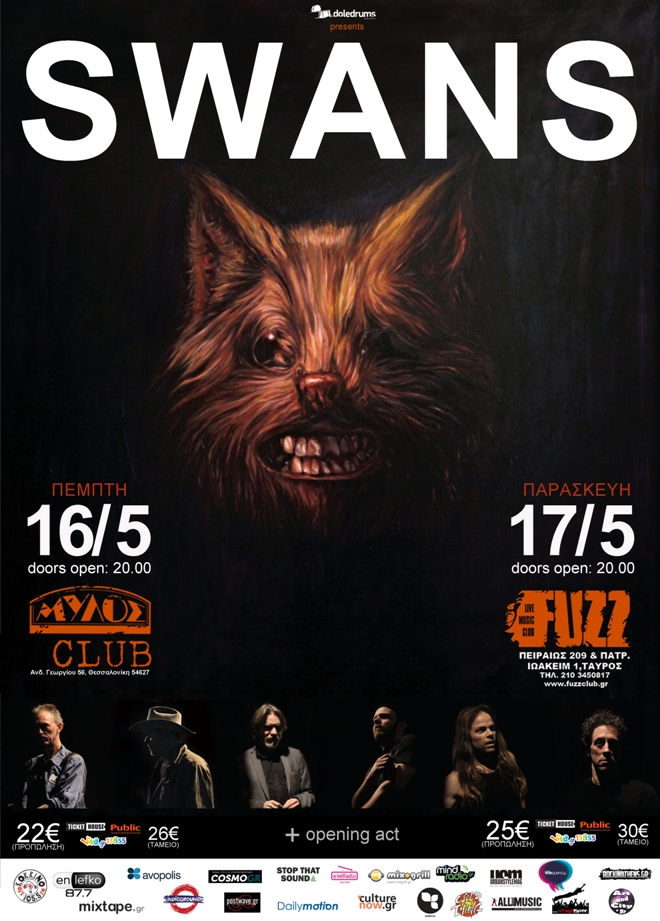 .doledrums
presents
SWANS
ΠΕΜΠΤΗ
16/5
doors open: 20.00
ΜΥΛΟΣ
CLUB
Ανδ. Γεωργίου 56, Θεσσαλονίκη 54627
ΠΑΡΑΣΚΕΥΗ
17/5
doors open: 20.00
LIVE MUSIC CLUB
FUZZ
ΠΕΙΡΑΙΩΣ 209 & ΠΑΤΡ.
ΙΩΑΚΕΙΜ 1,ΤΑΥΡΟΣ
ΤΗΛ. 210 3450817
www.fuzzclub.gr
22€
(ΠΡΟΠΩΛΗΣΗ)
TICKET HOUSE Public
26€
(ΤΑΜΕΙΟ)
+ opening act
25€
(ΠΡΟΠΩΛΗΣΗ)
TICKET HOUSE Public
30€
(ΤΑΜΕΙΟ)
en lefko
87.7
avopolis
COSMO.GR
STOP THAT
SOUND
mixgrill
mind
radio
ROCKINATHENS.GR
mixtape.gr
postwave.gr
Dailymotion
culture
now.gr
ALLUMUSIC